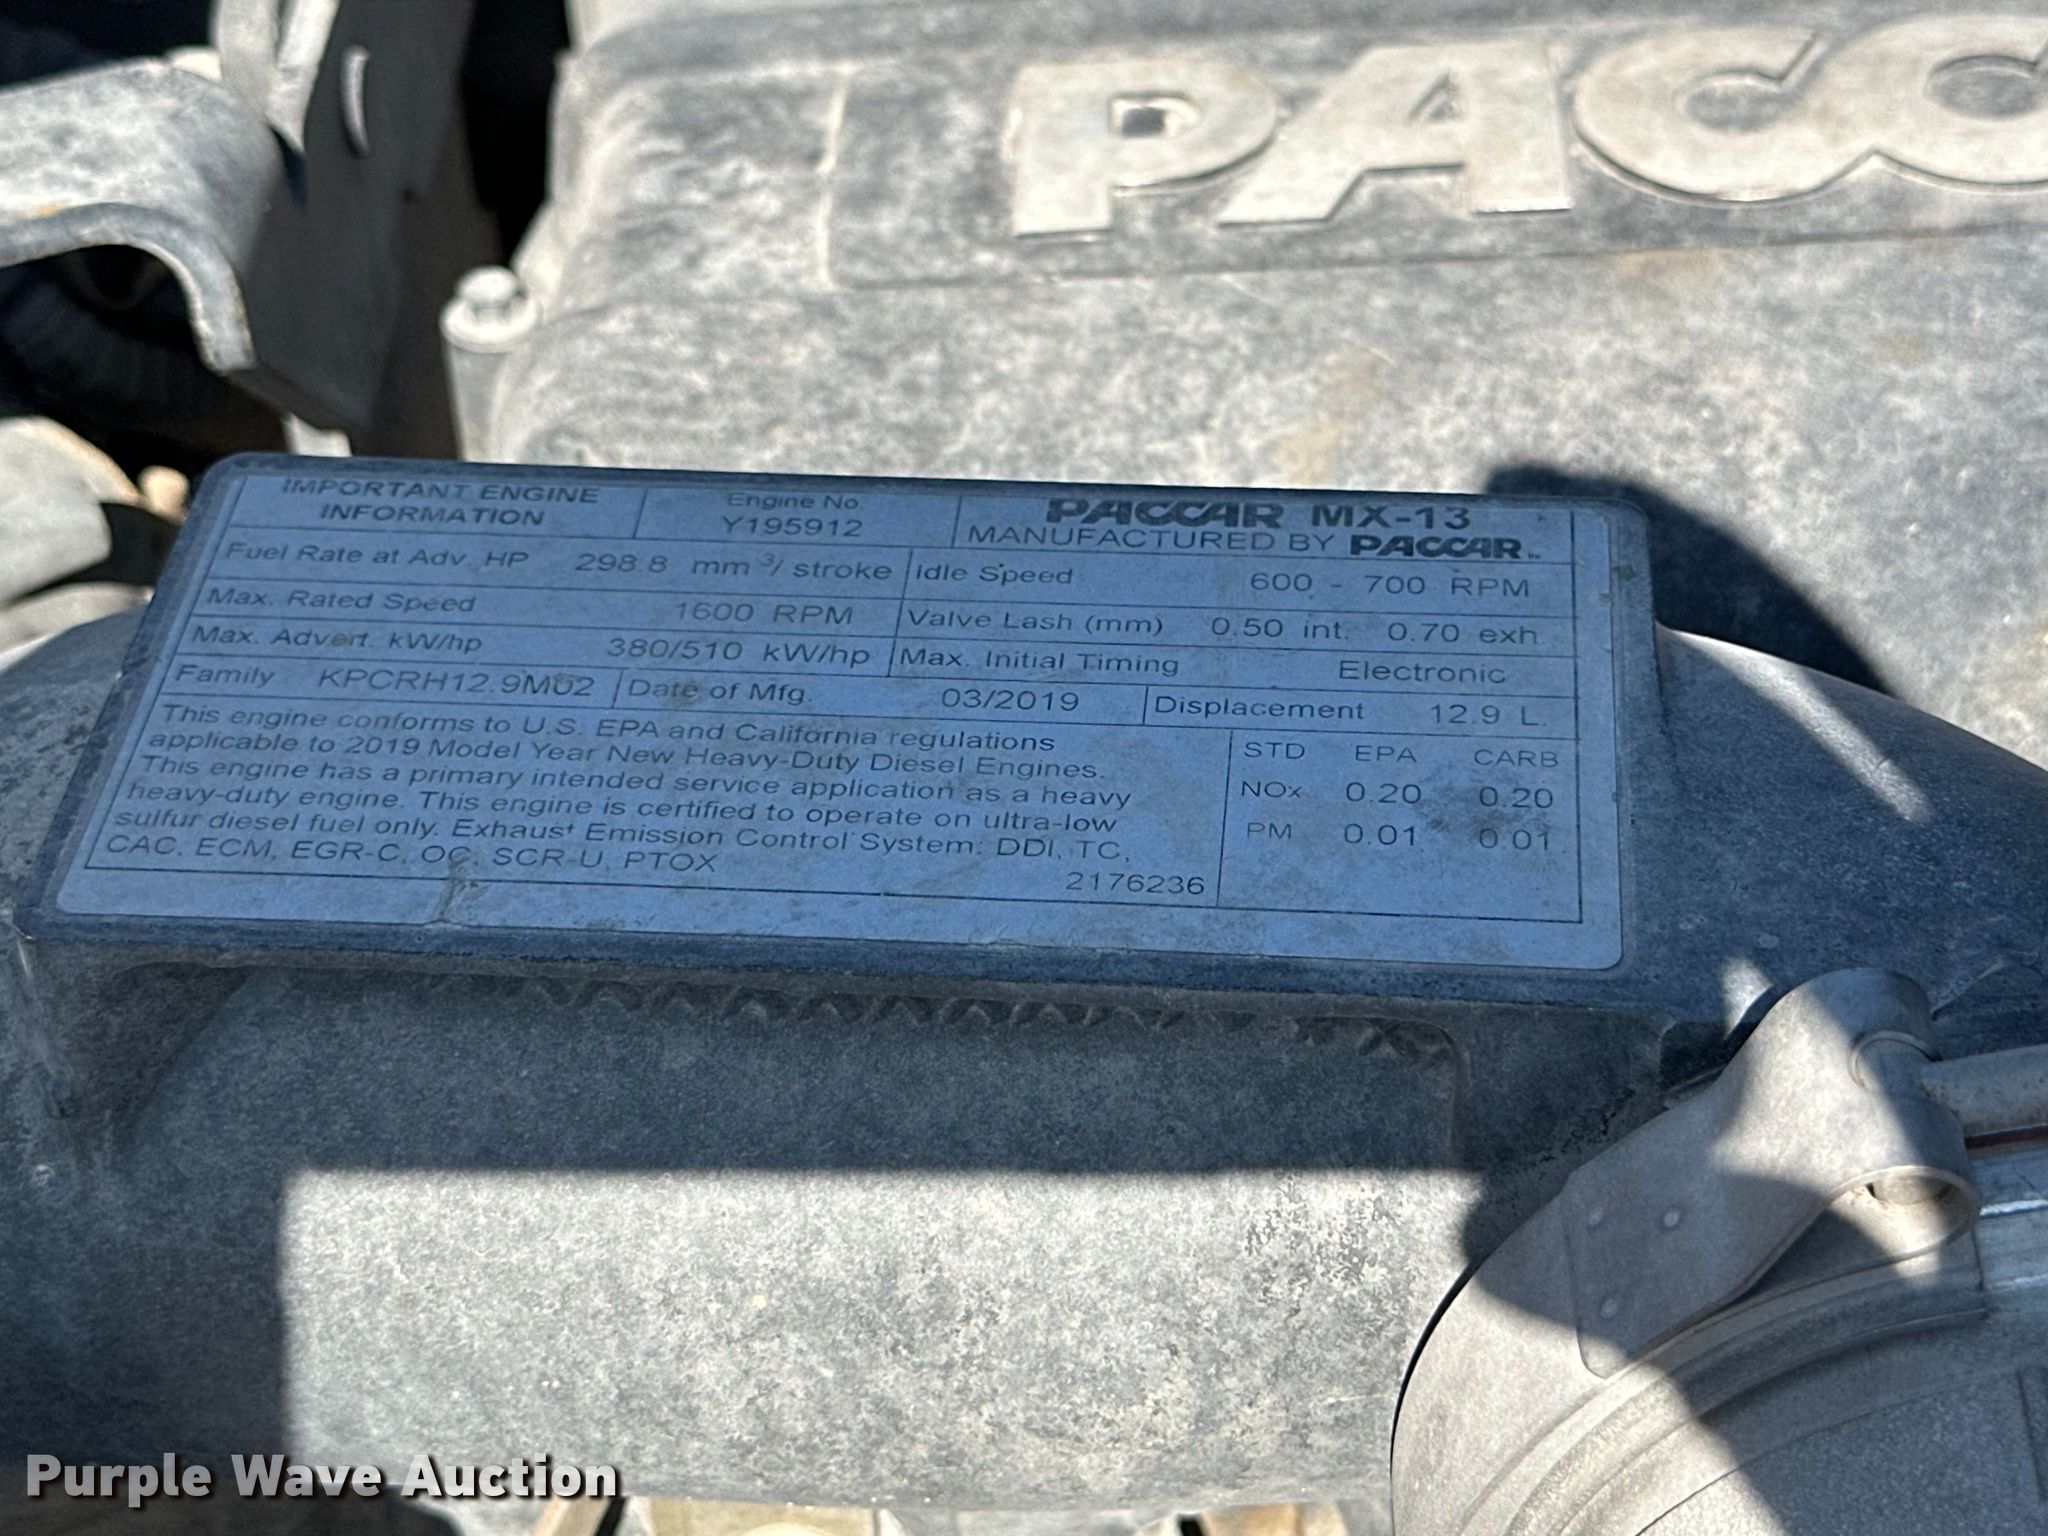 PACC
IMPORTANT ENGINE
INFORMATION
Engine No
Y195912
PACCAR MX-13
MANUFACTURED BY PACCAR Inc
Fuel Rate at Adv. HP 298.8 mm³/ stroke
Idle Speed 600 - 700 RPM
Max. Rated Speed 1600 RPM
Valve Lash (mm) 0.50 int. 0.70 exh
Max. Advert. kW/hp 380/510 kW/hp
Max. Initial Timing Electronic
Family KPCRH12.9M02
Date of Mfg. 03/2019
Displacement 12.9 L.
This engine conforms to U.S. EPA and California regulations
applicable to 2019 Model Year New Heavy-Duty Diesel Engines.
This engine has a primary intended service application as a heavy
heavy-duty engine. This engine is certified to operate on ultra-low
sulfur diesel fuel only. Exhaust Emission Control System: DDI, TC,
CAC, ECM, EGR-C, OC, SCR-U, PTOX
2176236
STD EPA CARB
NOx 0.20 0.20
PM 0.01 0.01
Purple Wave Auction